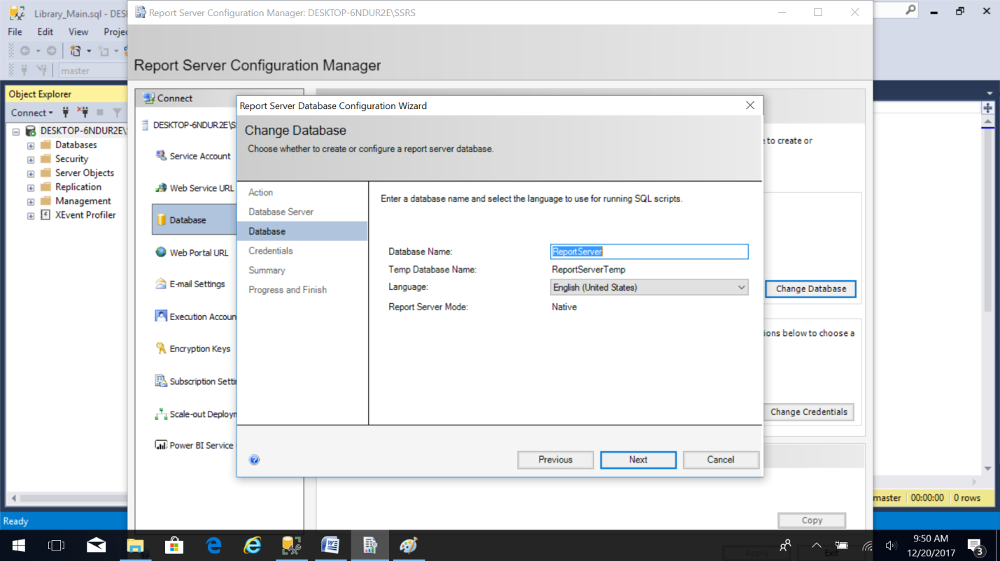 Library_Main.sql - DES
File Edit View Projec
master
Object Explorer
Connect
DESKTOP-6NDUR2E\
Databases
Security
Server Objects
Replication
Management
XEvent Profiler
Ready
Report Server Configuration Manager: DESKTOP-6NDUR2E\SSRS
Report Server Configuration Manager
Connect
DESKTOP-6NDUR2E\S
Service Account
Web Service URL
Database
Web Portal URL
E-mail Settings
Execution Accoun
Encryption Keys
Subscription Setti
Scale-out Deploym
Power BI Service
Report Server Database Configuration Wizard
Change Database
Choose whether to create or configure a report server database.
Action
Database Server
Database
Credentials
Summary
Progress and Finish
Enter a database name and select the language to use for running SQL scripts.
Database Name: ReportServer
Temp Database Name: ReportServerTemp
Language: English (United States)
Report Server Mode: Native
Previous Next Cancel
to create or
Change Database
ions below to choose a
Change Credentials
Copy
Apply Exit
master 00:00:00 0 rows
9:50 AM
12/20/2017
3